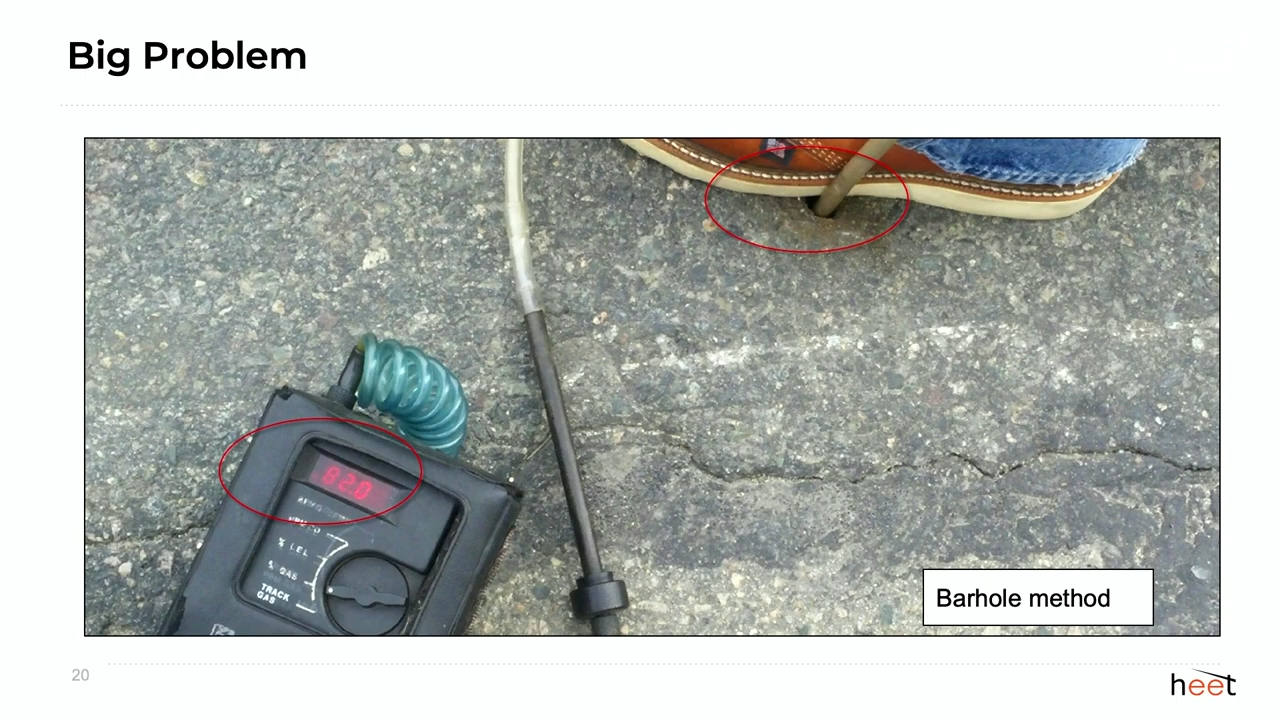 Big Problem
82.0
% LEL
% GAS
TRACK
GAS
Barhole method
20
heet